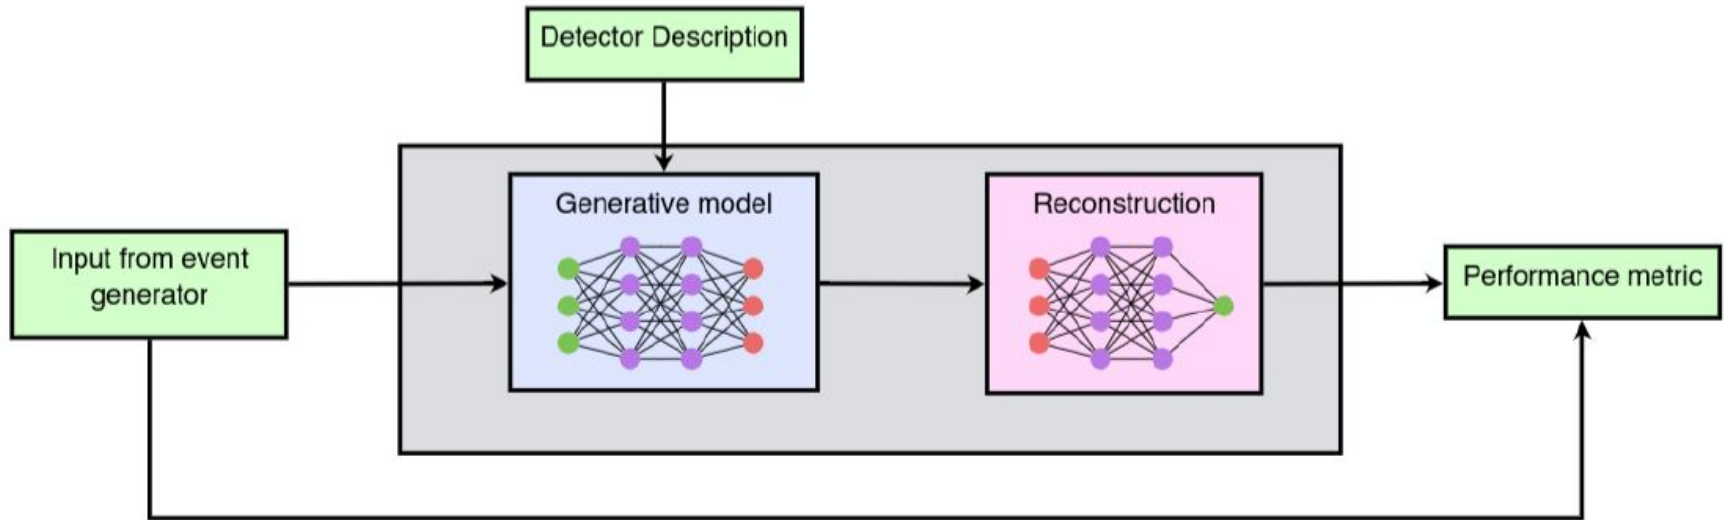 Detector Description
Generative model
Reconstruction
Input from event
generator
Performance metric